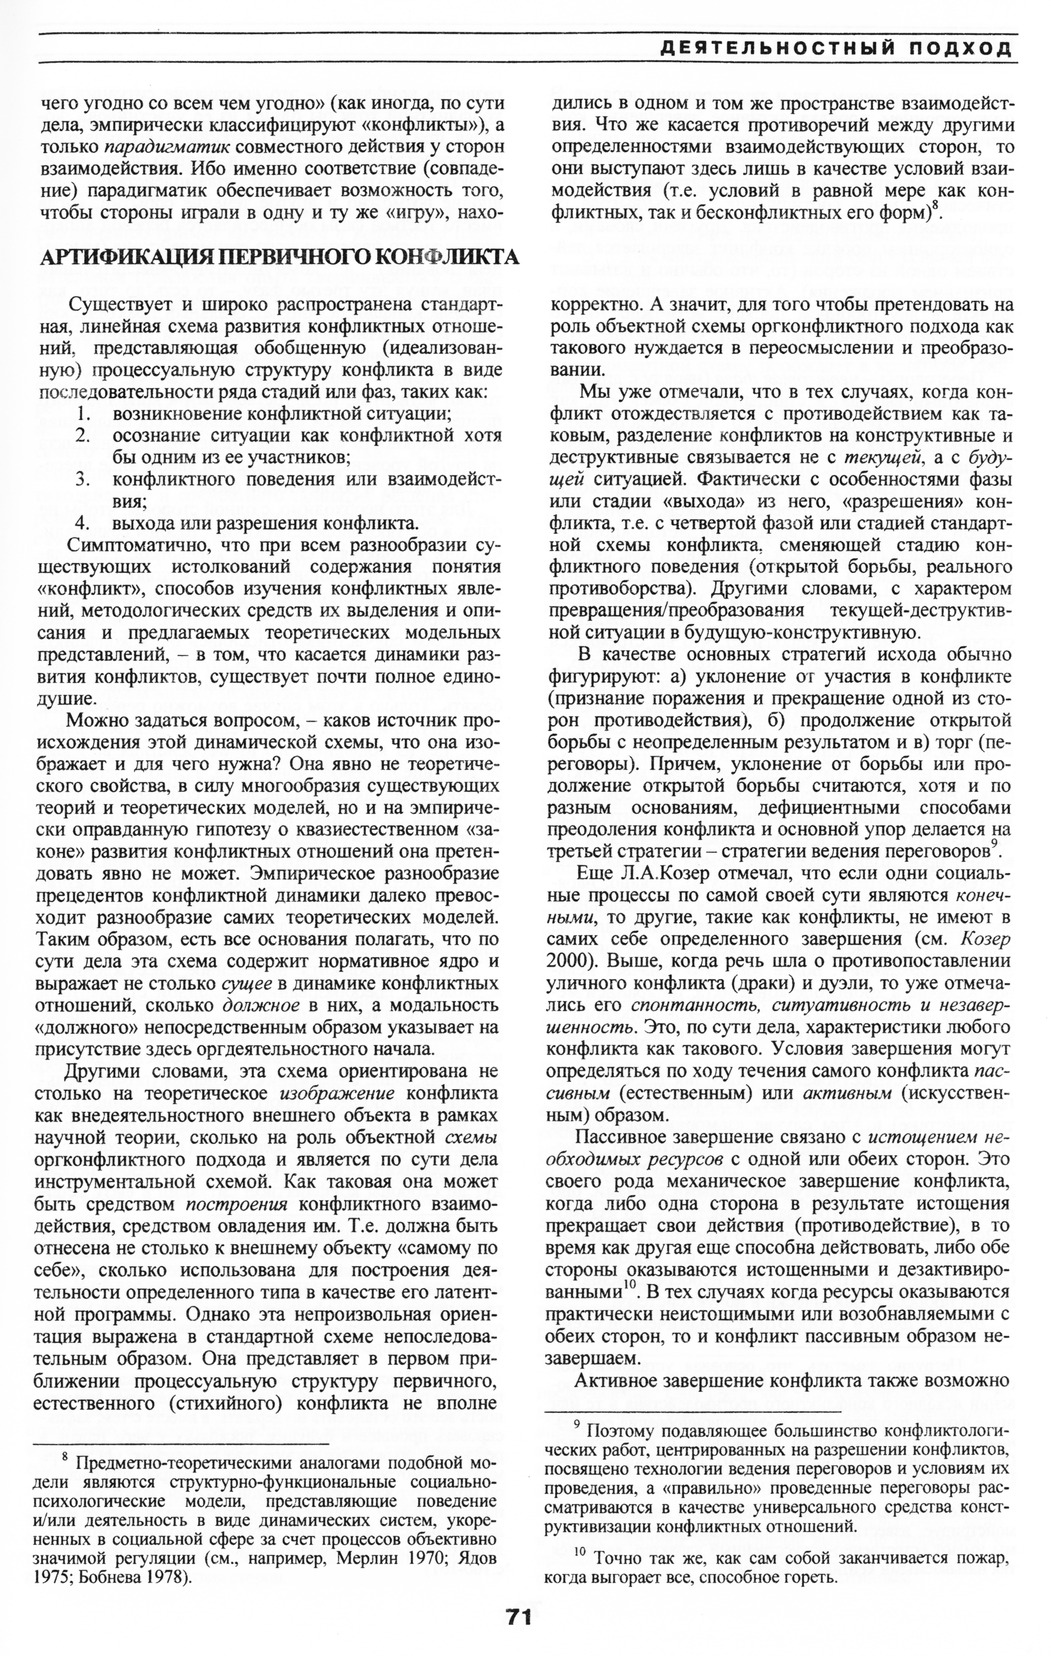 ДЕЯТЕЛЬНОСТНЫЙ ПОДХОД
чего угодно со всем чем угодно» (как иногда, по сути
дела, эмпирически классифицируют «конфликты»), а
только парадигматик совместного действия у сторон
взаимодействия. Ибо именно соответствие (совпаде-
ние) парадигматик обеспечивает возможность того,
чтобы стороны играли в одну и ту же «игру», нахо-
дились в одном и том же пространстве взаимодейст-
вия. Что же касается противоречий между другими
определенностями взаимодействующих сторон, то
они выступают здесь лишь в качестве условий взаи-
модействия (т.е. условий в равной мере как кон-
фликтных, так и бесконфликтных его форм)⁸.
АРТИФИКАЦИЯ ПЕРВИЧНОГО КОНФЛИКТА
Существует и широко распространена стандарт-
ная, линейная схема развития конфликтных отноше-
ний, представляющая обобщенную (идеализован-
ную) процессуальную структуру конфликта в виде
последовательности ряда стадий или фаз, таких как:
1. возникновение конфликтной ситуации;
2. осознание ситуации как конфликтной хотя
бы одним из ее участников;
3. конфликтного поведения или взаимодейст-
вия;
4. выхода или разрешения конфликта.
Симптоматично, что при всем разнообразии су-
ществующих истолкований содержания понятия
«конфликт», способов изучения конфликтных явле-
ний, методологических средств их выделения и опи-
сания и предлагаемых теоретических модельных
представлений, – в том, что касается динамики раз-
вития конфликтов, существует почти полное едино-
душие.
Можно задаться вопросом, – каков источник про-
исхождения этой динамической схемы, что она изо-
бражает и для чего нужна? Она явно не теоретиче-
ского свойства, в силу многообразия существующих
теорий и теоретических моделей, но и на эмпириче-
ски оправданную гипотезу о квазиестественном «за-
коне» развития конфликтных отношений она претен-
довать явно не может. Эмпирическое разнообразие
прецедентов конфликтной динамики далеко превос-
ходит разнообразие самих теоретических моделей.
Таким образом, есть все основания полагать, что по
сути дела эта схема содержит нормативное ядро и
выражает не столько сущее в динамике конфликтных
отношений, сколько должное в них, а модальность
«должного» непосредственным образом указывает на
присутствие здесь оргдеятельностного начала.
Другими словами, эта схема ориентирована не
столько на теоретическое изображение конфликта
как внедеятельностного внешнего объекта в рамках
научной теории, сколько на роль объектной схемы
оргконфликтного подхода и является по сути дела
инструментальной схемой. Как таковая она может
быть средством построения конфликтного взаимо-
действия, средством овладения им. Т.е. должна быть
отнесена не столько к внешнему объекту «самому по
себе», сколько использована для построения дея-
тельности определенного типа в качестве его латент-
ной программы. Однако эта непроизвольная ориен-
тация выражена в стандартной схеме непоследова-
тельным образом. Она представляет в первом при-
ближении процессуальную структуру первичного,
естественного (стихийного) конфликта не вполне
корректно. А значит, для того чтобы претендовать на
роль объектной схемы оргконфликтного подхода как
такового нуждается в переосмыслении и преобразо-
вании.
Мы уже отмечали, что в тех случаях, когда кон-
фликт отождествляется с противодействием как та-
ковым, разделение конфликтов на конструктивные и
деструктивные связывается не с текущей, а с буду-
щей ситуацией. Фактически с особенностями фазы
или стадии «выхода» из него, «разрешения» кон-
фликта, т.е. с четвертой фазой или стадией стандарт-
ной схемы конфликта, сменяющей стадию кон-
фликтного поведения (открытой борьбы, реального
противоборства). Другими словами, с характером
превращения/преобразования текущей-деструктив-
ной ситуации в будущую-конструктивную.
В качестве основных стратегий исхода обычно
фигурируют: а) уклонение от участия в конфликте
(признание поражения и прекращение одной из сто-
рон противодействия), б) продолжение открытой
борьбы с неопределенным результатом и в) торг (пе-
реговоры). Причем, уклонение от борьбы или про-
должение открытой борьбы считаются, хотя и по
разным основаниям, дефициентными способами
преодоления конфликта и основной упор делается на
третьей стратегии – стратегии ведения переговоров⁹.
Еще Л.А.Козер отмечал, что если одни социаль-
ные процессы по самой своей сути являются конеч-
ными, то другие, такие как конфликты, не имеют в
самих себе определенного завершения (см. Козер
2000). Выше, когда речь шла о противопоставлении
уличного конфликта (драки) и дуэли, то уже отмеча-
лись его спонтанность, ситуативность и незавер-
шенность. Это, по сути дела, характеристики любого
конфликта как такового. Условия завершения могут
определяться по ходу течения самого конфликта пас-
сивным (естественным) или активным (искусствен-
ным) образом.
Пассивное завершение связано с истощением не-
обходимых ресурсов с одной или обеих сторон. Это
своего рода механическое завершение конфликта,
когда либо одна сторона в результате истощения
прекращает свои действия (противодействие), в то
время как другая еще способна действовать, либо обе
стороны оказываются истощенными и дезактивиро-
ванными¹⁰. В тех случаях когда ресурсы оказываются
практически неистощимыми или возобнавляемыми с
обеих сторон, то и конфликт пассивным образом не-
завершаем.
Активное завершение конфликта также возможно
⁸ Предметно-теоретическими аналогами подобной мо-
дели являются структурно-функциональные социально-
психологические модели, представляющие поведение
и/или деятельность в виде динамических систем, укоре-
ненных в социальной сфере за счет процессов объективно
значимой регуляции (см., например, Мерлин 1970; Ядов
1975; Бобнева 1978).
⁹ Поэтому подавляющее большинство конфликтологи-
ческих работ, центрированных на разрешении конфликтов,
посвящено технологии ведения переговоров и условиям их
проведения, а «правильно» проведенные переговоры рас-
сматриваются в качестве универсального средства конст-
руктивизации конфликтных отношений.
¹⁰ Точно так же, как сам собой заканчивается пожар,
когда выгорает все, способное гореть.
71